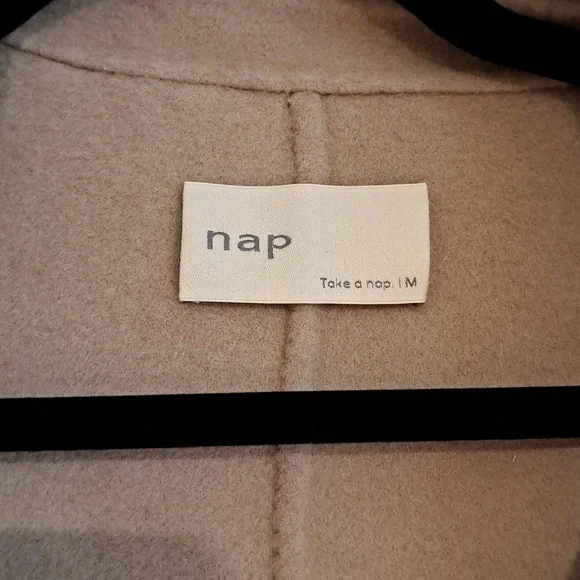 nap
Take a nap. | M